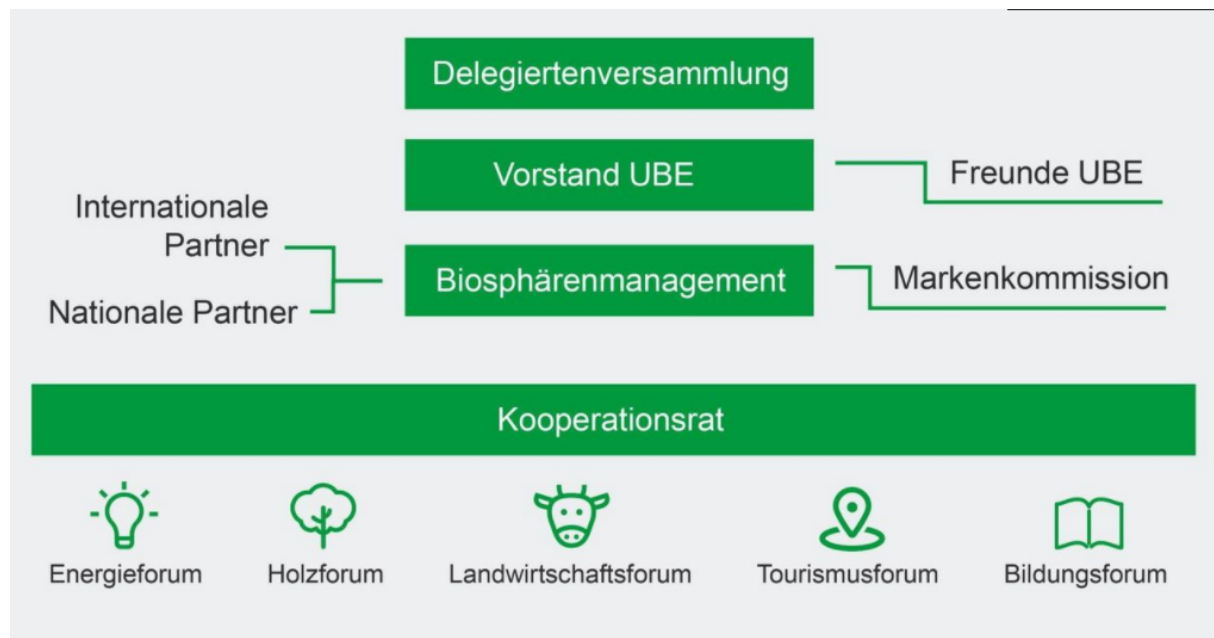 Delegiertenversammlung
Vorstand UBE
Freunde UBE
Internationale
Partner
Biosphärenmanagement
Markenkommission
Nationale Partner
Kooperationsrat
Energieforum
Holzforum
Landwirtschaftsforum
Tourismusforum
Bildungsforum